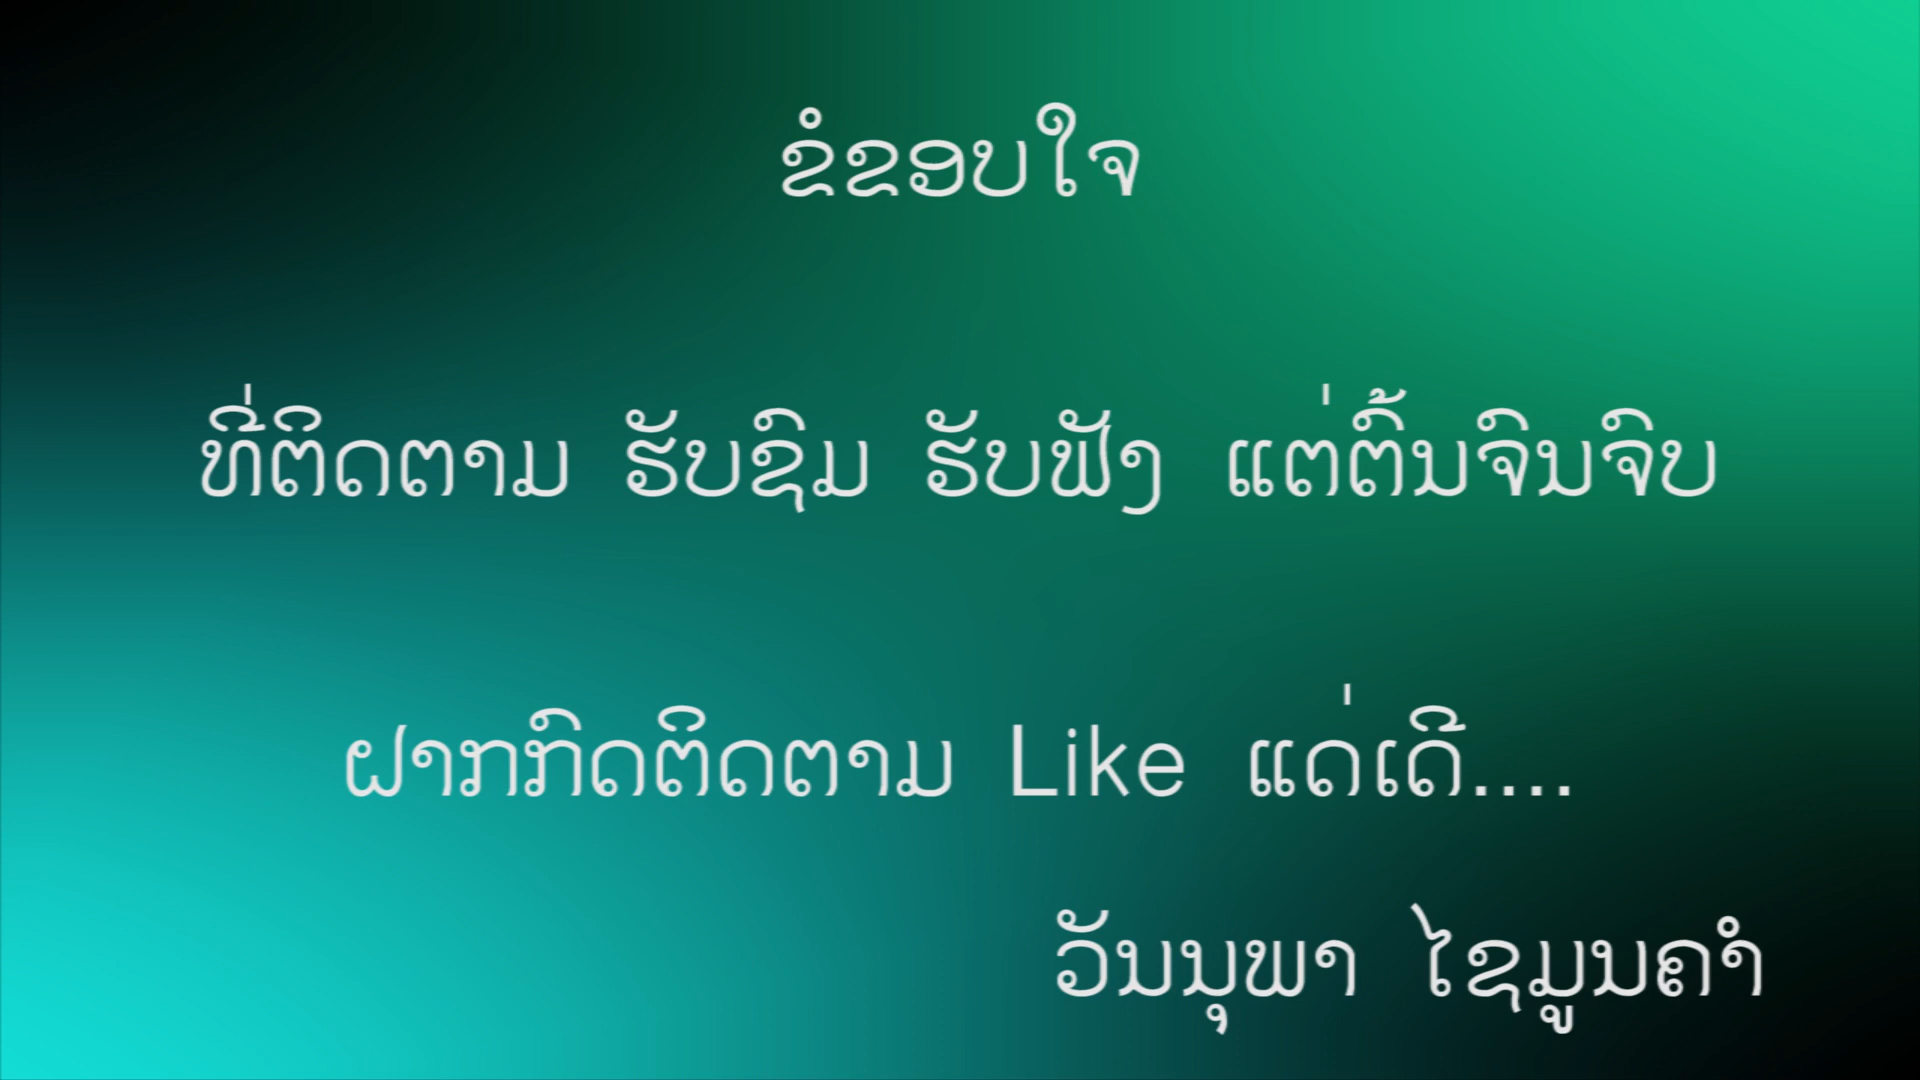 ຂໍຂອບໃຈ
ທີ່ຕິດຕາມ ຮັບຊົມ ຮັບຟັງ ແຕ່ຕົ້ນຈົນຈົບ
ຝາກກົດຕິດຕາມ Like ແດ່ເດີ່....
ວັນນຸພາ ໄຊມູນຄຳ